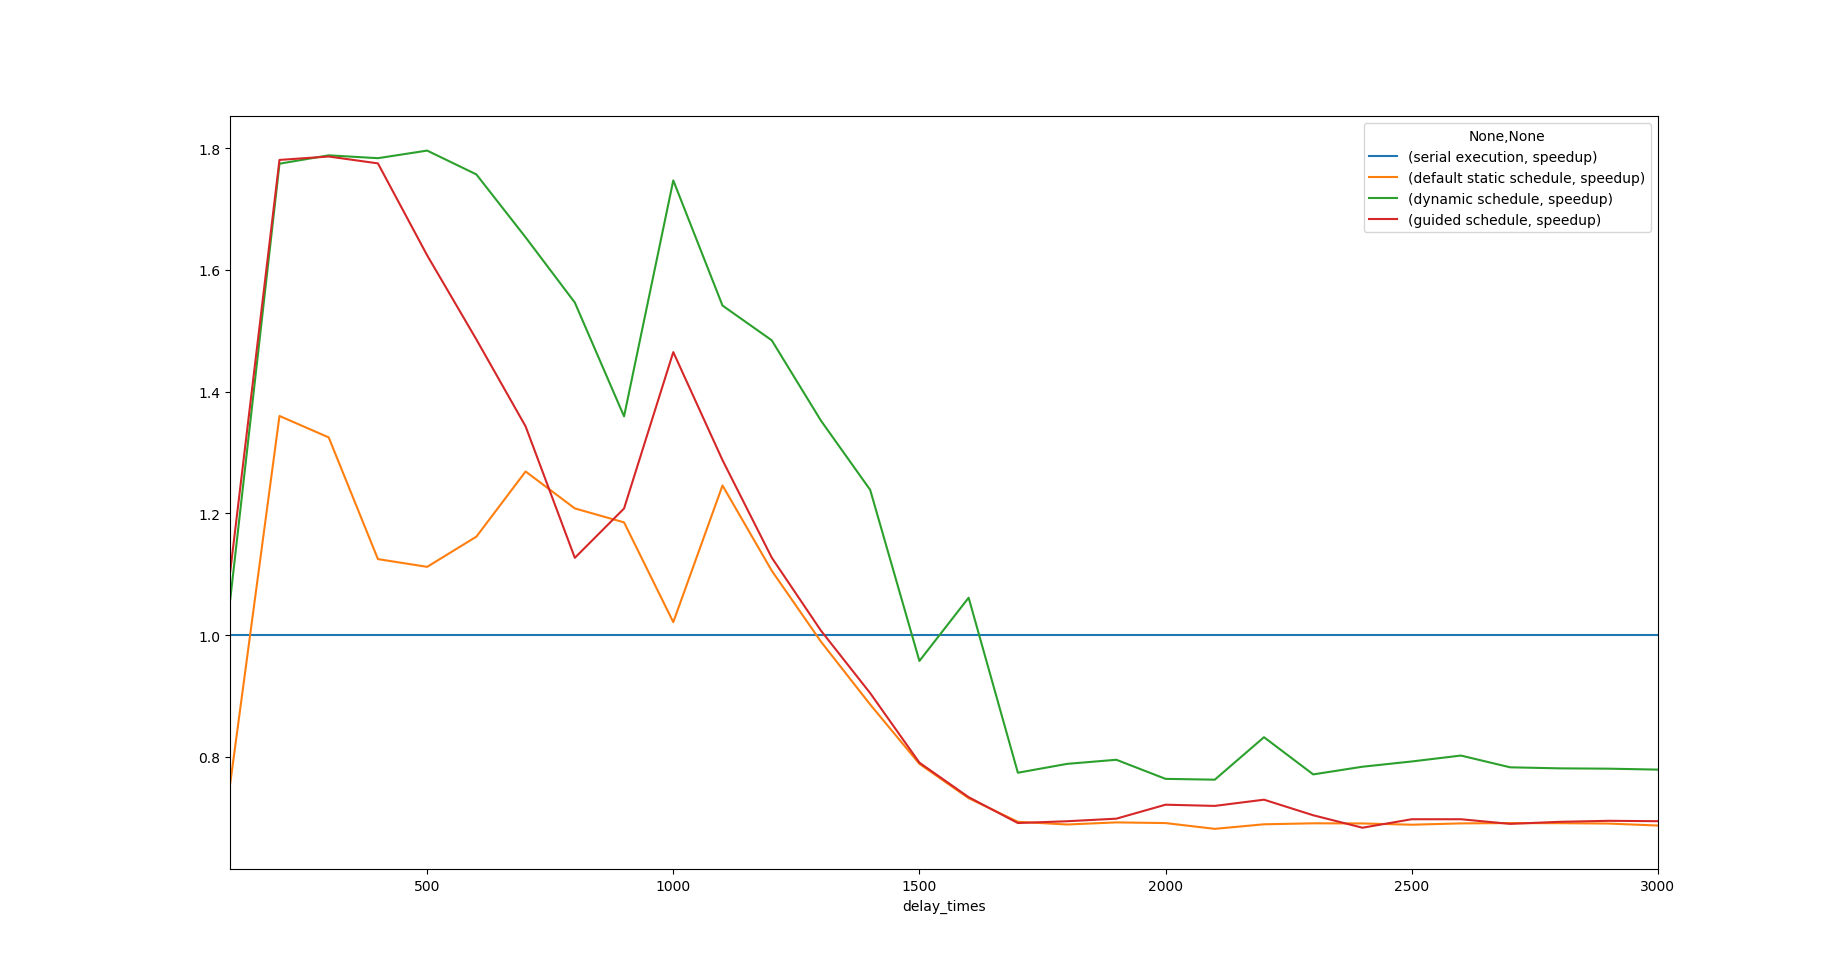 None,None
(serial execution, speedup)
(default static schedule, speedup)
(dynamic schedule, speedup)
(guided schedule, speedup)
1.8
1.6
1.4
1.2
1.0
0.8
500 1000 1500 2000 2500 3000
delay_times